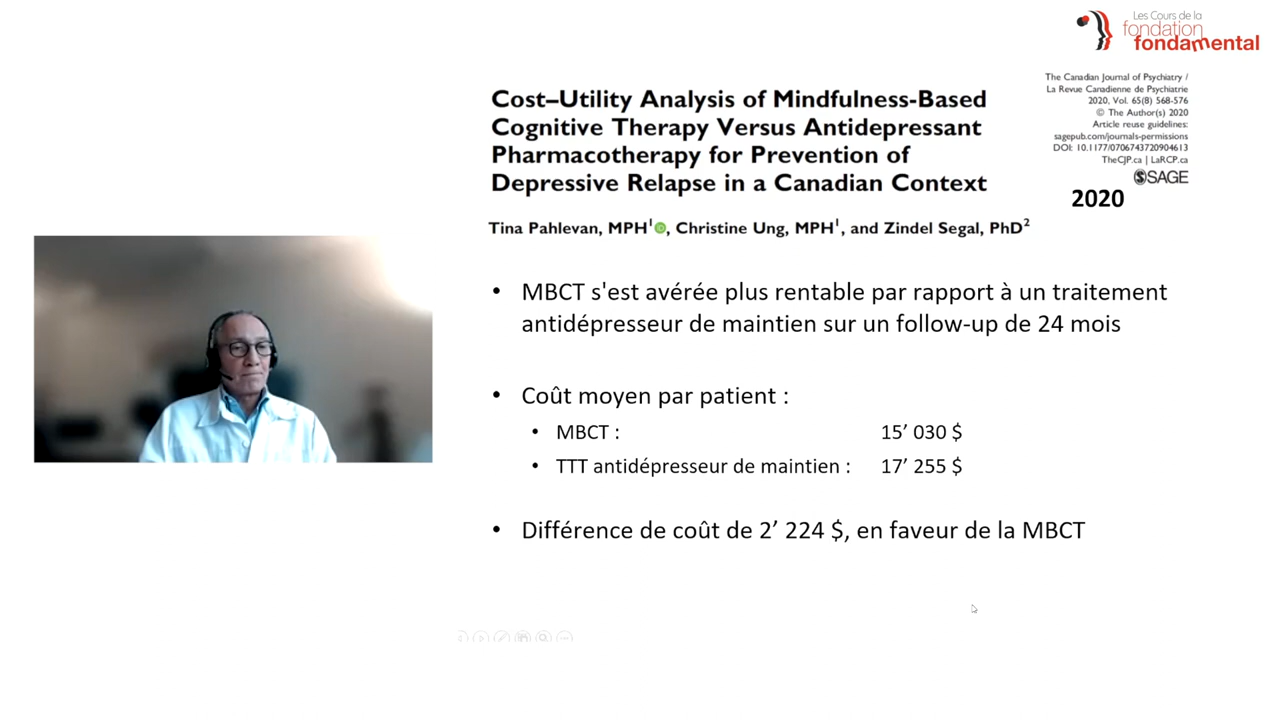 Les Cours de la
fondation
fondamental
Cost–Utility Analysis of Mindfulness-Based
Cognitive Therapy Versus Antidepressant
Pharmacotherapy for Prevention of
Depressive Relapse in a Canadian Context
The Canadian Journal of Psychiatry /
La Revue Canadienne de Psychiatrie
2020, Vol. 65(8) 568-576
© The Author(s) 2020
Article reuse guidelines:
sagepub.com/journals-permissions
DOI: 10.1177/0706743720904613
TheCJP.ca | LaRCP.ca
SAGE
2020
Tina Pahlevan, MPH1, Christine Ung, MPH1, and Zindel Segal, PhD2
• MBCT s'est avérée plus rentable par rapport à un traitement
antidépresseur de maintien sur un follow-up de 24 mois
• Coût moyen par patient :
• MBCT : 15’ 030 $
• TTT antidépresseur de maintien : 17’ 255 $
• Différence de coût de 2’ 224 $, en faveur de la MBCT